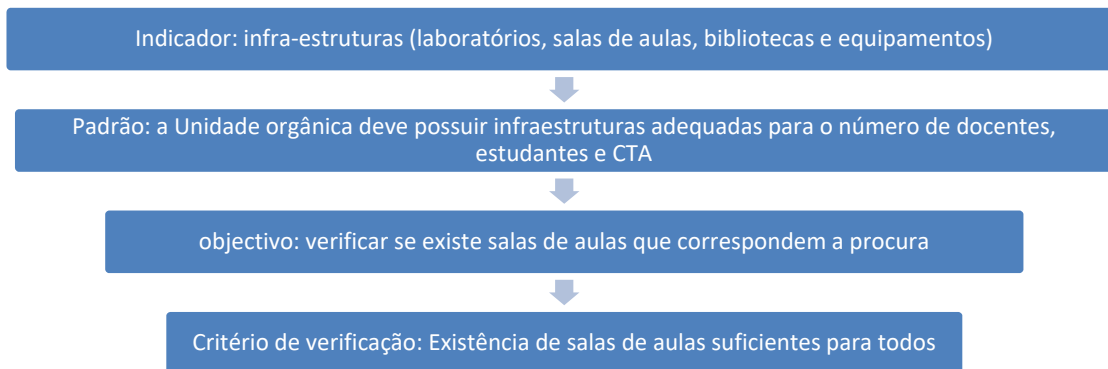 Indicador: infra-estruturas (laboratórios, salas de aulas, bibliotecas e equipamentos)
Padrão: a Unidade orgânica deve possuir infraestruturas adequadas para o número de docentes,
estudantes e CTA
objectivo: verificar se existe salas de aulas que correspondem a procura
Critério de verificação: Existência de salas de aulas suficientes para todos